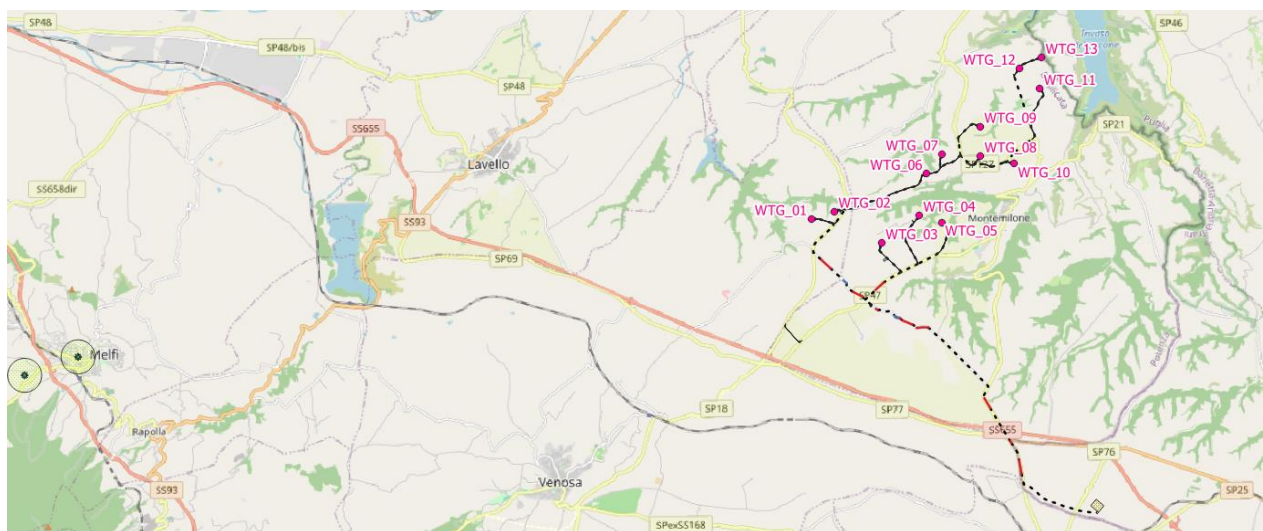 SP48
SP48/bis
SP46
WTG_13
WTG_12
SP48
WTG_11
SS655
SP21
Puglia
WTG_09
WTG_07
WTG_08
Lavello
WTG_06
WTG_10
SS658dir
WTG_02
WTG_04
WTG_01
Montemilone
SS93
WTG_03
WTG_05
SP69
SP47
Melfi
SP18
SP77
Rapolla
SS655
SP76
Venosa
SS93
SP25
SPexSS168